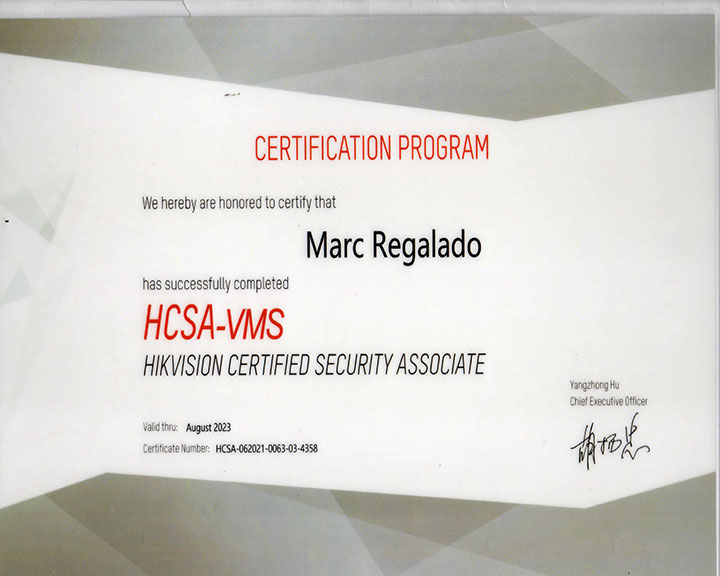 CERTIFICATION PROGRAM
We hereby are honored to certify that
Marc Regalado
has successfully completed
HCSA-VMS
HIKVISION CERTIFIED SECURITY ASSOCIATE
Yangzhong Hu
Chief Executive Officer
胡扬忠
Valid thru: August 2023
Certificate Number: HCSA-062021-0063-03-4358